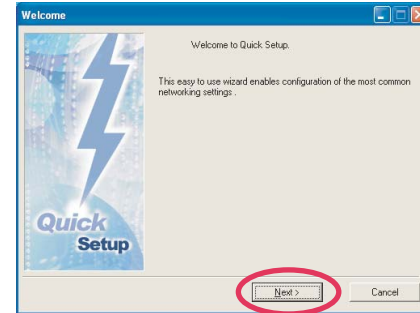 Welcome
Welcome to Quick Setup.
This easy to use wizard enables configuration of the most common
networking settings .
Quick
Setup
Next >
Cancel